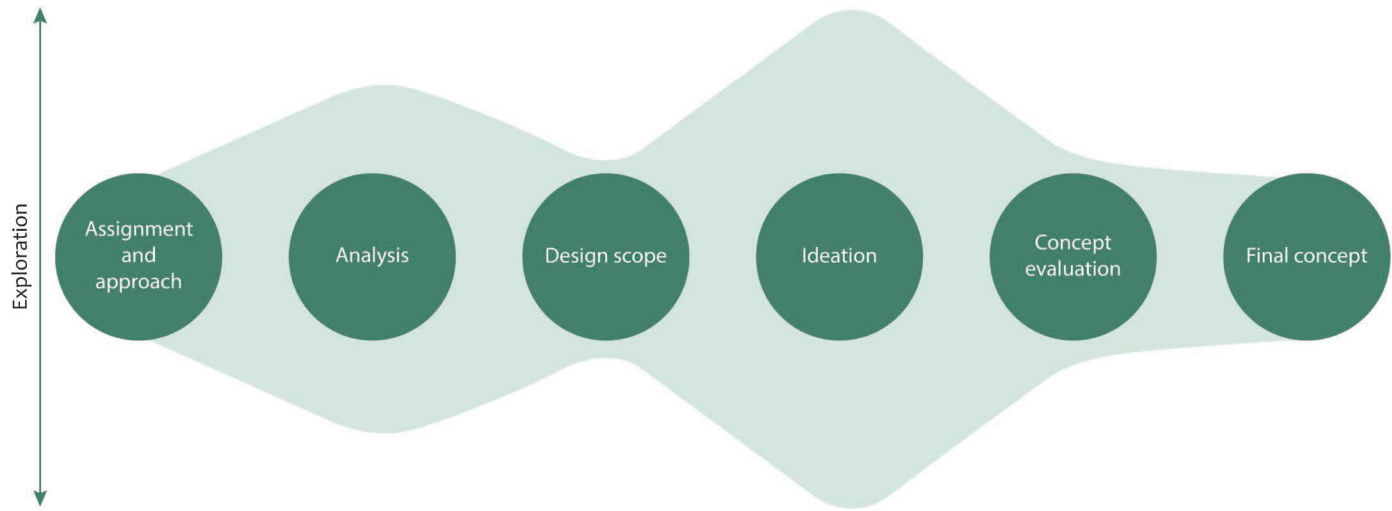 Exploration
Assignment
and
approach
Analysis
Design scope
Ideation
Concept
evaluation
Final concept